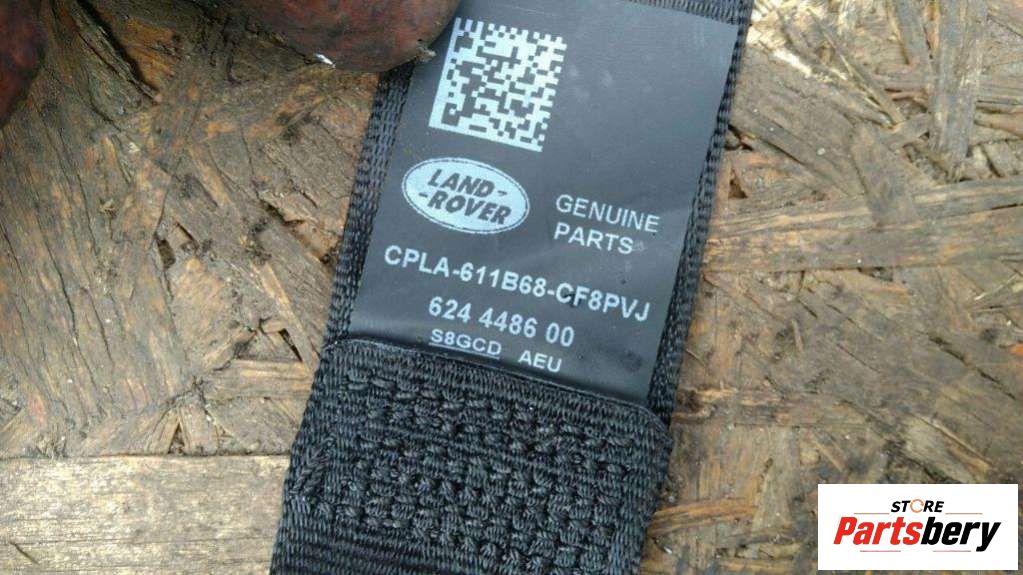 LAND-
-ROVER
GENUINE
PARTS
CPLA-611B68-CF8PVJ
624 4486 00
S8GCD AEU
STORE
Partsbery